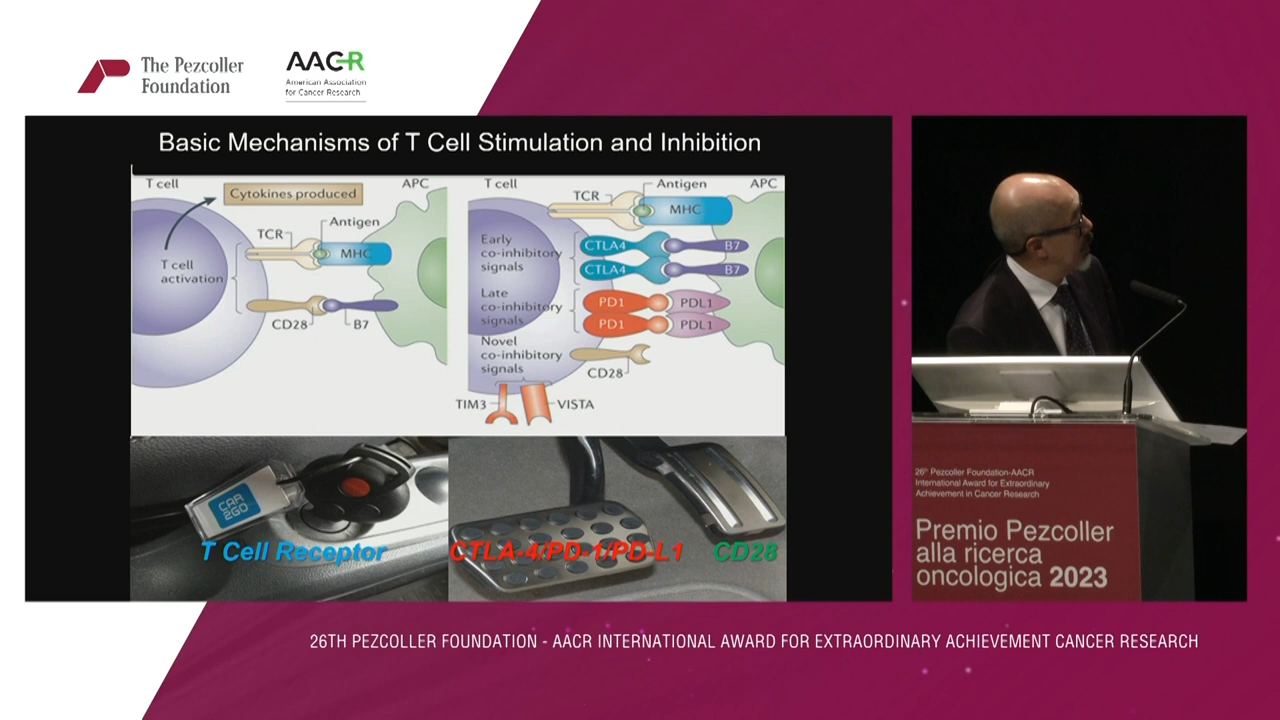 The Pezcoller
Foundation
AACR
American Association
for Cancer Research
Basic Mechanisms of T Cell Stimulation and Inhibition
T cell
Cytokines produced
APC
Antigen
TCR
MHC
T cell
activation
CD28
B7
T cell
Antigen
APC
TCR
MHC
Early
co-inhibitory
signals
CTLA4
B7
CTLA4
B7
Late
co-inhibitory
signals
PD1
PDL1
PD1
PDL1
Novel
co-inhibitory
signals
CD28
TIM3
VISTA
CAR
2GO
T Cell Receptor
CTLA-4/PD-1/PD-L1
CD28
26th Pezcoller Foundation-AACR
International Award for Extraordinary
Achievement in Cancer Research
Premio Pezcoller
alla ricerca
oncologica 2023
26TH PEZCOLLER FOUNDATION - AACR INTERNATIONAL AWARD FOR EXTRAORDINARY ACHIEVEMENT CANCER RESEARCH